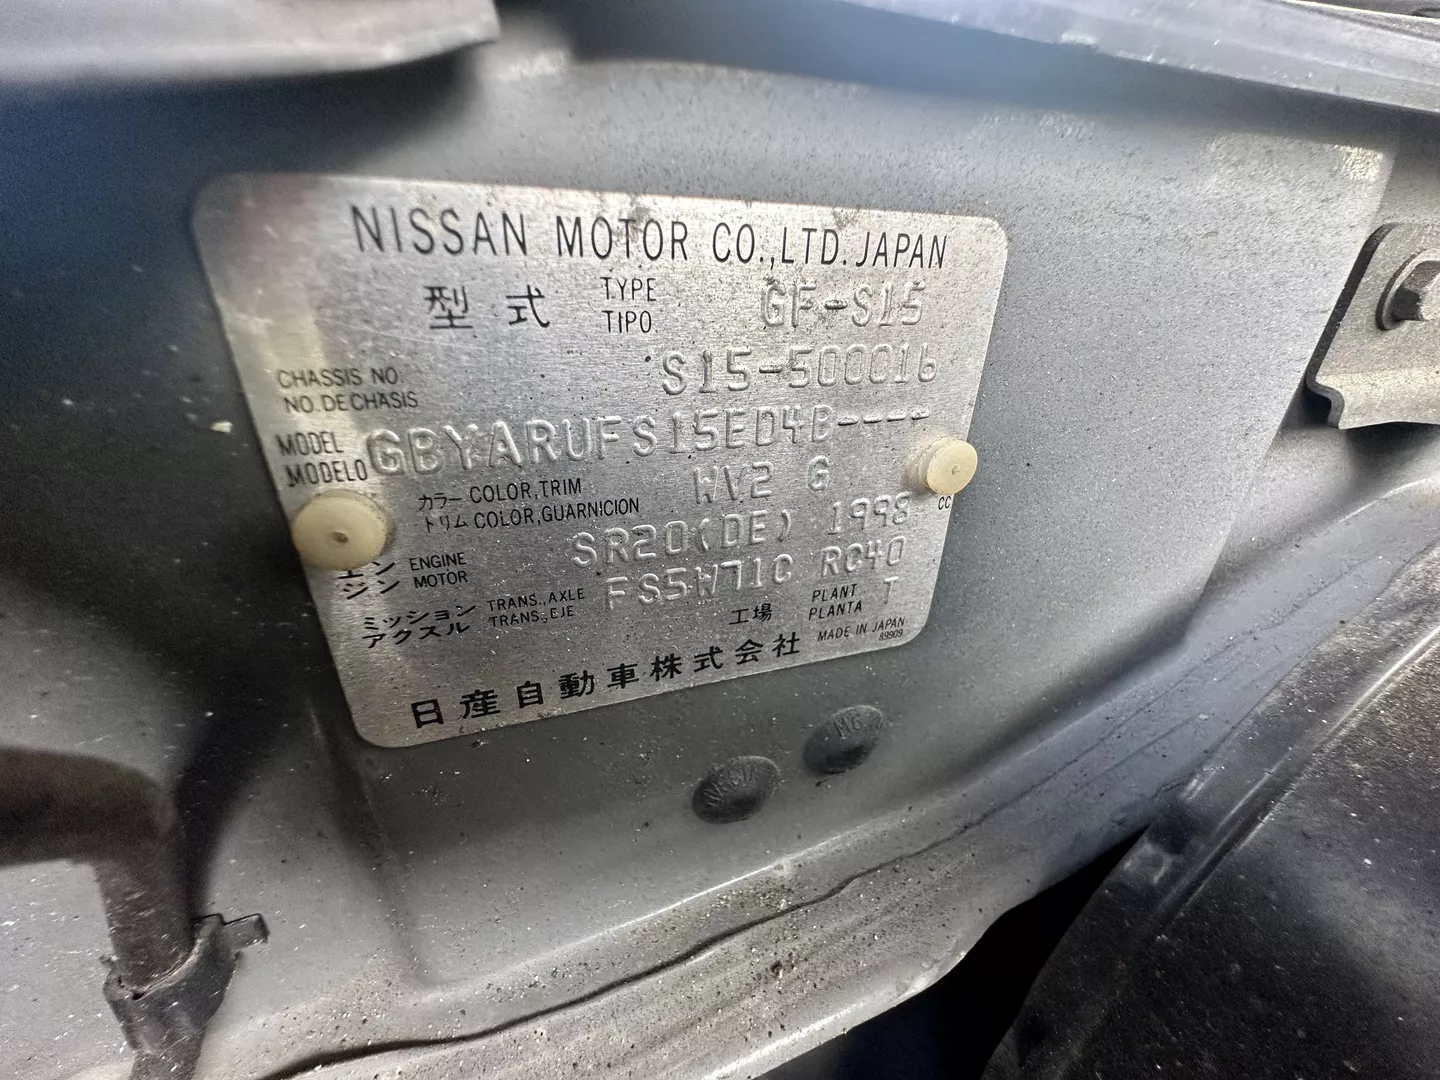 NISSAN MOTOR CO.,LTD. JAPAN
型式 TYPE TIPO GF-S15
CHASSIS NO. NO. DE CHASIS S15-500016
MODEL MODELO GBYARUFS15ED4B----
カラー COLOR, TRIM WV2 G
トリム COLOR, GUARNICION
エンジン ENGINE MOTOR SR20(DE) 1998 CC
ミッション TRANS., AXLE FS5W71C RC40
アクスル TRANS., EJE
工場 PLANT PLANTA T
日産自動車株式会社 MADE IN JAPAN
89909